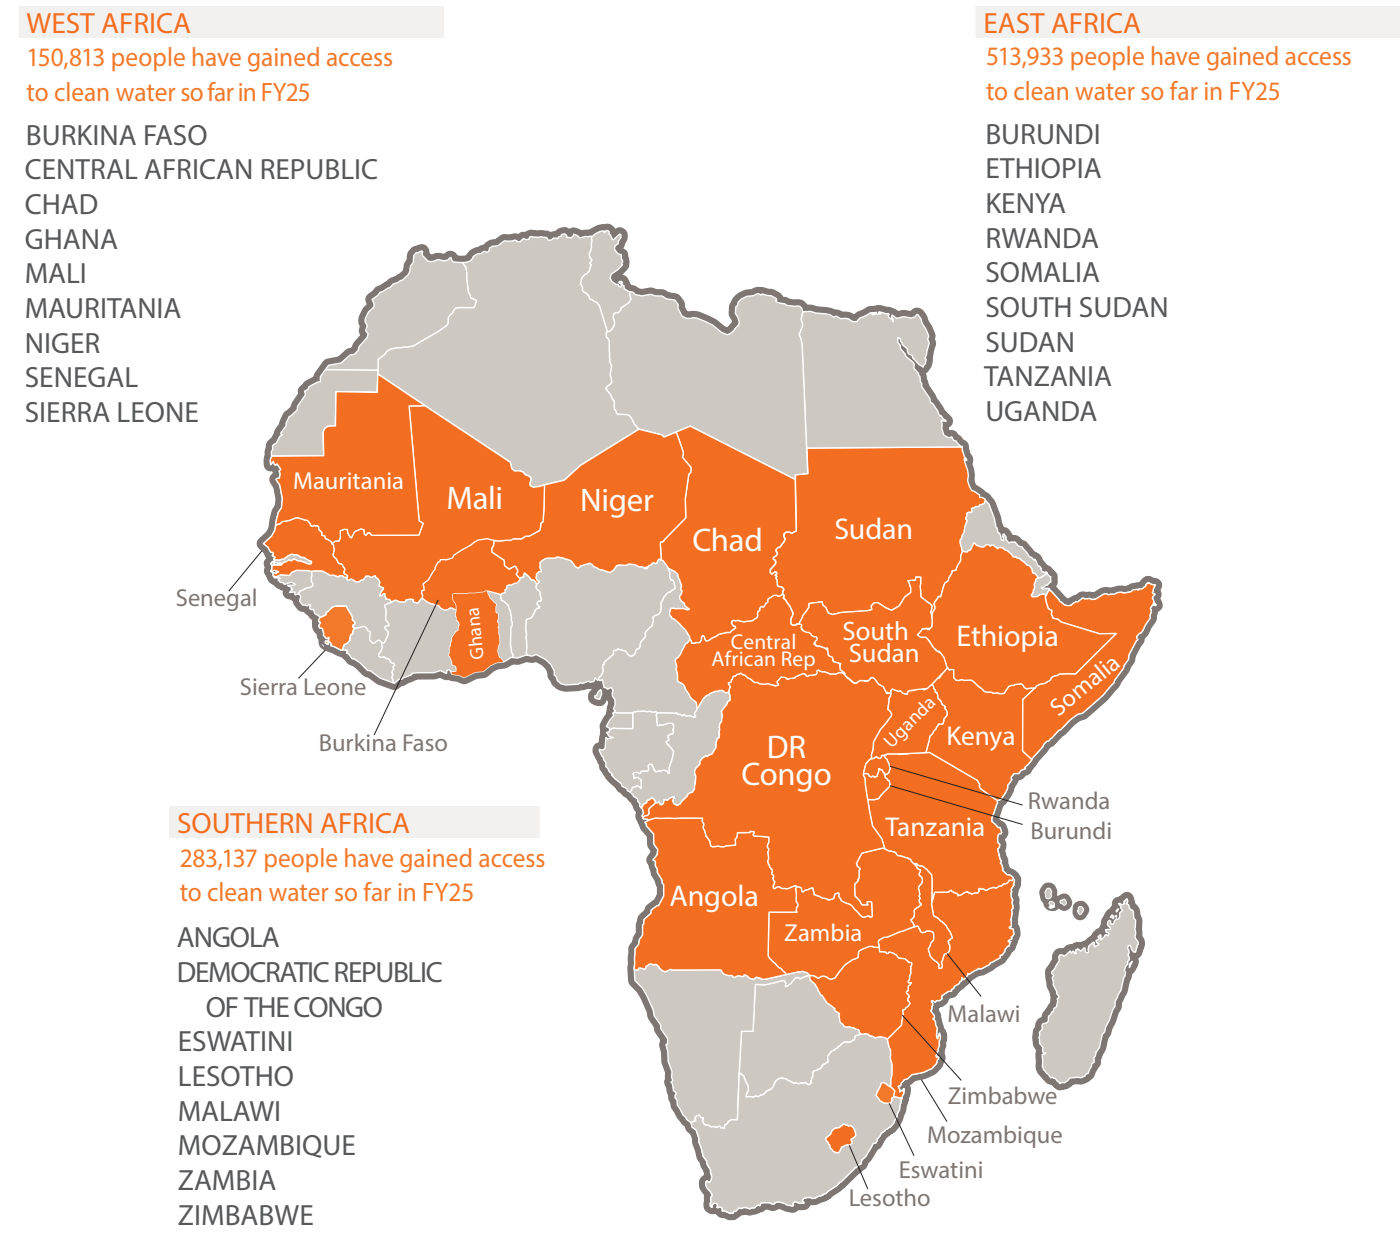 WEST AFRICA
150,813 people have gained access
to clean water so far in FY25
BURKINA FASO
CENTRAL AFRICAN REPUBLIC
CHAD
GHANA
MALI
MAURITANIA
NIGER
SENEGAL
SIERRA LEONE
EAST AFRICA
513,933 people have gained access
to clean water so far in FY25
BURUNDI
ETHIOPIA
KENYA
RWANDA
SOMALIA
SOUTH SUDAN
SUDAN
TANZANIA
UGANDA
Mauritania
Mali
Niger
Chad
Sudan
Senegal
Ghana
Central
African Rep
South
Sudan
Ethiopia
Somalia
Sierra Leone
Burkina Faso
Uganda
Kenya
DR
Congo
Rwanda
Burundi
Tanzania
Angola
Zambia
Malawi
Zimbabwe
Mozambique
Eswatini
Lesotho
SOUTHERN AFRICA
283,137 people have gained access
to clean water so far in FY25
ANGOLA
DEMOCRATIC REPUBLIC
OF THE CONGO
ESWATINI
LESOTHO
MALAWI
MOZAMBIQUE
ZAMBIA
ZIMBABWE